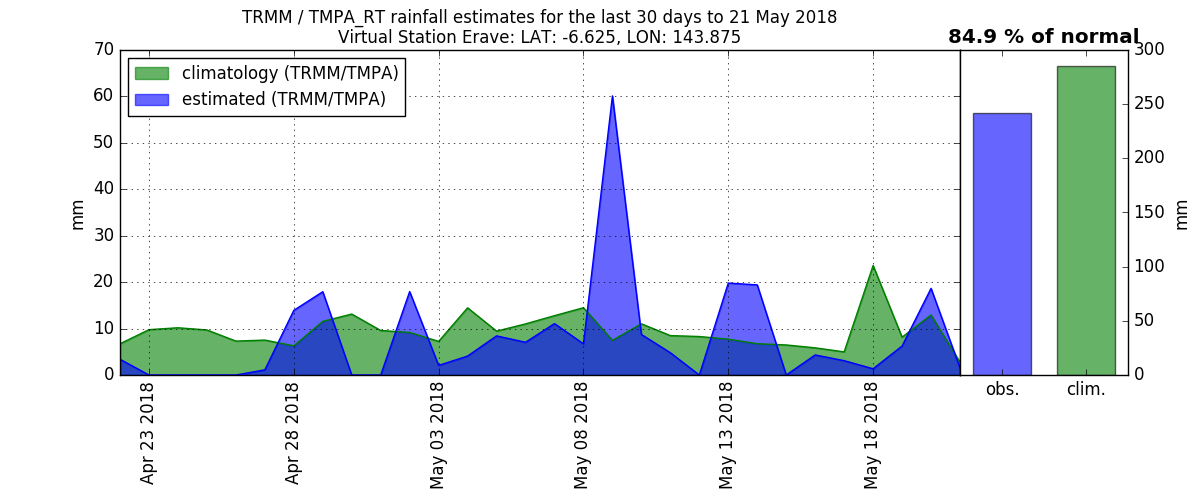 TRMM / TMPA_RT rainfall estimates for the last 30 days to 21 May 2018
Virtual Station Erave: LAT: -6.625, LON: 143.875
84.9 % of normal
climatology (TRMM/TMPA)
estimated (TRMM/TMPA)
mm
70
60
50
40
30
20
10
0
Apr 23 2018
Apr 28 2018
May 03 2018
May 08 2018
May 13 2018
May 18 2018
300
250
200
150
100
50
0
mm
obs.
clim.